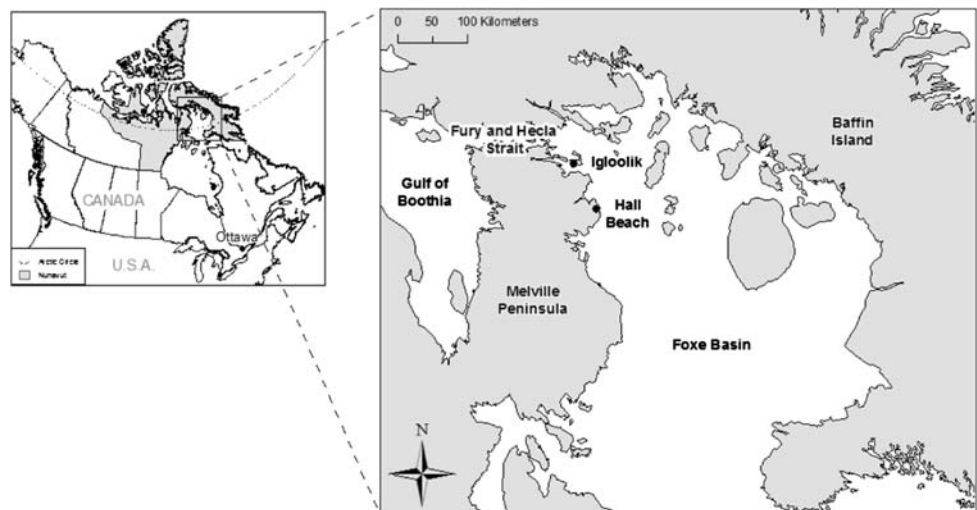 CANADA
Ottawa
U.S.A.
Arctic Circle
Nunavut
0 50 100 Kilometers
Fury and Hecla
Strait
Igloolik
Baffin
Island
Gulf of
Boothia
Hall
Beach
Melville
Peninsula
Foxe Basin
N